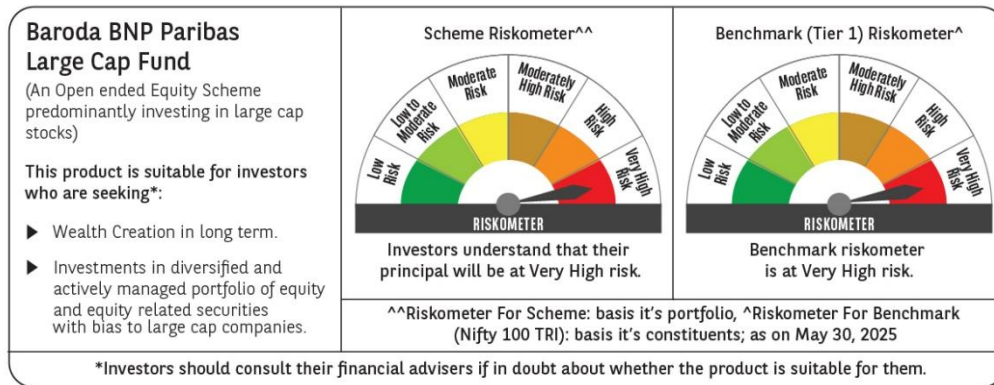 Baroda BNP Paribas
Large Cap Fund
(An Open ended Equity Scheme
predominantly investing in large cap
stocks)
This product is suitable for investors
who are seeking*:
▶ Wealth Creation in long term.
▶ Investments in diversified and
actively managed portfolio of equity
and equity related securities
with bias to large cap companies.
Scheme Riskometer^^
Low
Risk
Low to
Moderate
Risk
Moderate
Risk
Moderately
High Risk
High
Risk
Very High
Risk
RISKOMETER
Investors understand that their
principal will be at Very High risk.
Benchmark (Tier 1) Riskometer^
Low
Risk
Low to
Moderate
Risk
Moderate
Risk
Moderately
High Risk
High
Risk
Very High
Risk
RISKOMETER
Benchmark riskometer
is at Very High risk.
^^Riskometer For Scheme: basis it's portfolio, ^Riskometer For Benchmark
(Nifty 100 TRI): basis it's constituents; as on May 30, 2025
*Investors should consult their financial advisers if in doubt about whether the product is suitable for them.